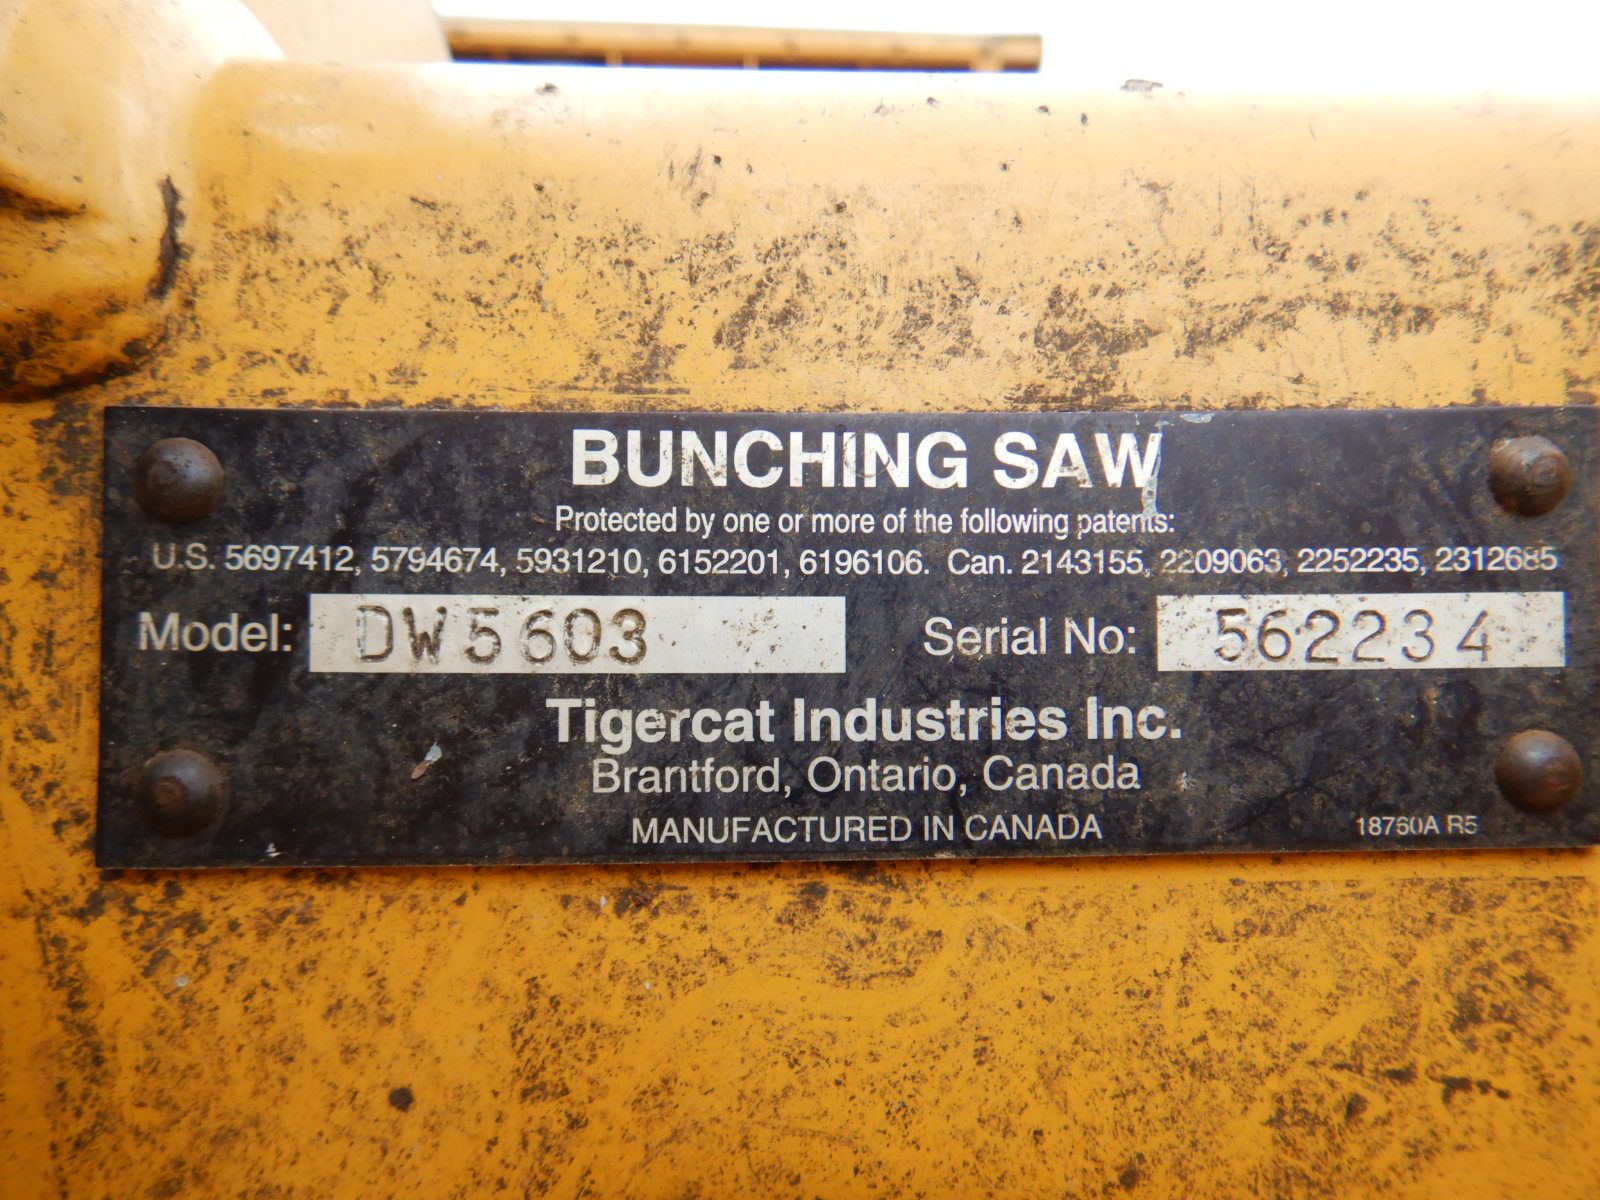 BUNCHING SAW
Protected by one or more of the following patents:
U.S. 5697412, 5794674, 5931210, 6152201, 6196106. Can. 2143155, 2209063, 2252235, 2312685
Model: DW5603 Serial No: 562234
Tigercat Industries Inc.
Brantford, Ontario, Canada
MANUFACTURED IN CANADA
18760A R5